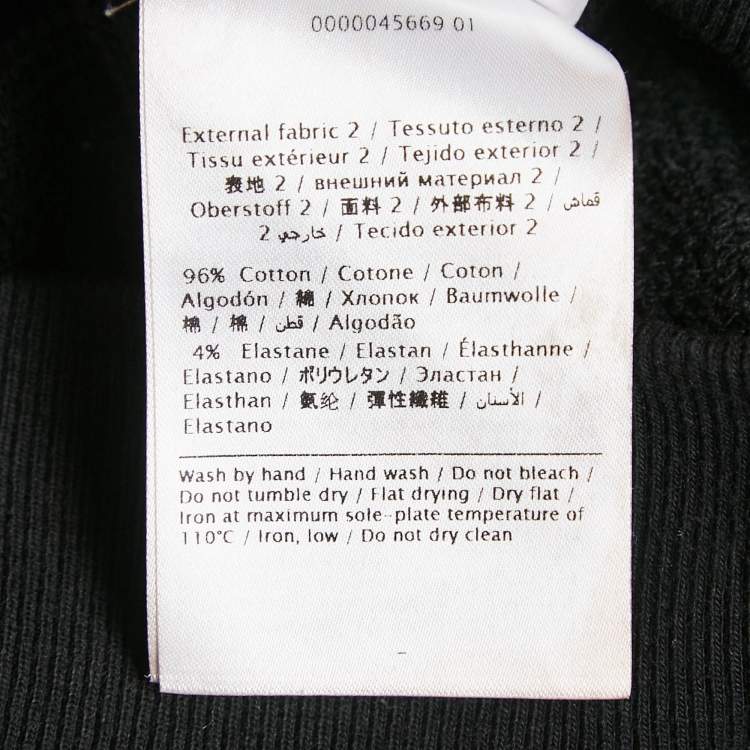 0000045669 01
External fabric 2 / Tessuto esterno 2 /
Tissu extérieur 2 / Tejido exterior 2 /
表地 2 / внешний материал 2 /
Oberstoff 2 / 面料 2 / 外部布料 2 / قماش
خارجي 2 / Tecido exterior 2
96% Cotton / Cotone / Coton /
Algodón / 綿 / Хлопок / Baumwolle /
棉 / 棉 / قطن / Algodão
4% Elastane / Elastan / Élasthanne /
Elastano / ポリウレタン / Эластан /
Elasthan / 氨纶 / 彈性纖維 / الأستان /
Elastano
Wash by hand / Hand wash / Do not bleach /
Do not tumble dry / Flat drying / Dry flat /
Iron at maximum sole-plate temperature of
110°C / Iron, low / Do not dry clean